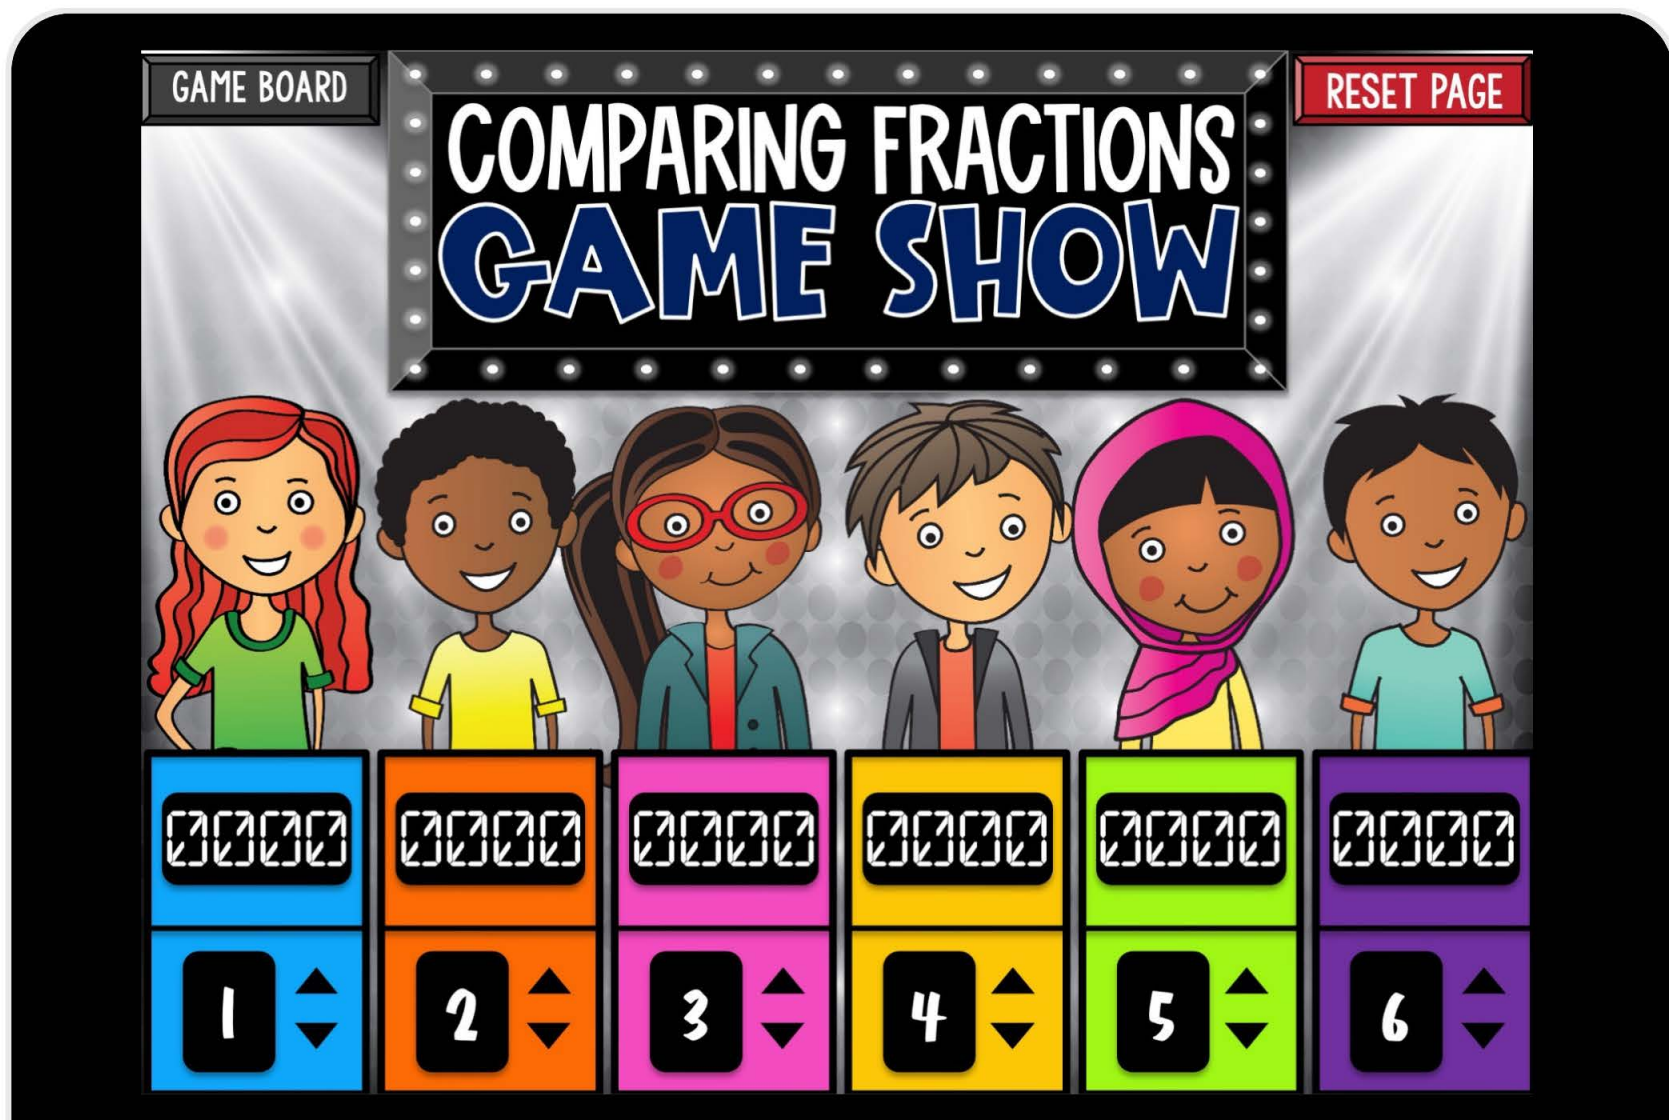 GAME BOARD
RESET PAGE
COMPARING FRACTIONS
GAME SHOW
0000 0000 0000 0000 0000 0000
1 2 3 4 5 6